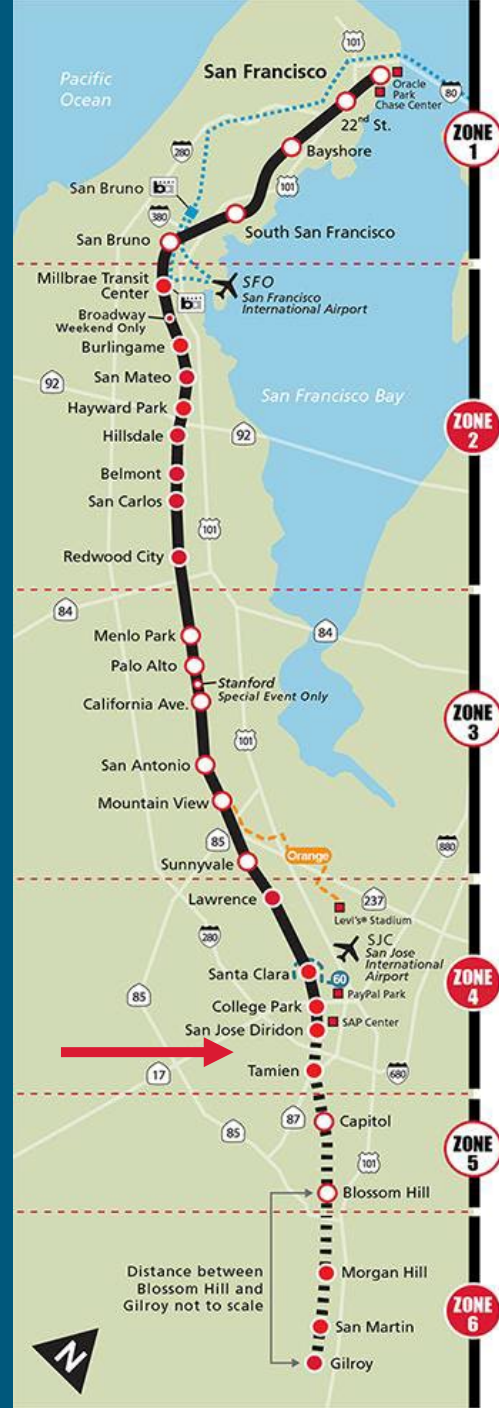 101
Pacific
Ocean
San Francisco
Oracle
Park
Chase Center
80
22nd St.
ZONE
1
280
Bayshore
101
San Bruno
380
South San Francisco
San Bruno
Millbrae Transit
Center
SFO
San Francisco
International Airport
Broadway
Weekend Only
Burlingame
92
San Mateo
San Francisco Bay
Hayward Park
ZONE
2
Hillsdale
92
Belmont
San Carlos
101
Redwood City
84
Menlo Park
84
Palo Alto
Stanford
Special Event Only
California Ave.
ZONE
3
101
San Antonio
Mountain View
85
880
Orange
Sunnyvale
Lawrence
237
Levi's® Stadium
280
SJC
San Jose
International
Airport
Santa Clara
60
ZONE
4
85
PayPal Park
College Park
SAP Center
San Jose Diridon
17
Tamien
680
87
Capitol
85
ZONE
5
101
Blossom Hill
Distance between
Blossom Hill and
Gilroy not to scale
Morgan Hill
ZONE
6
San Martin
N
Gilroy